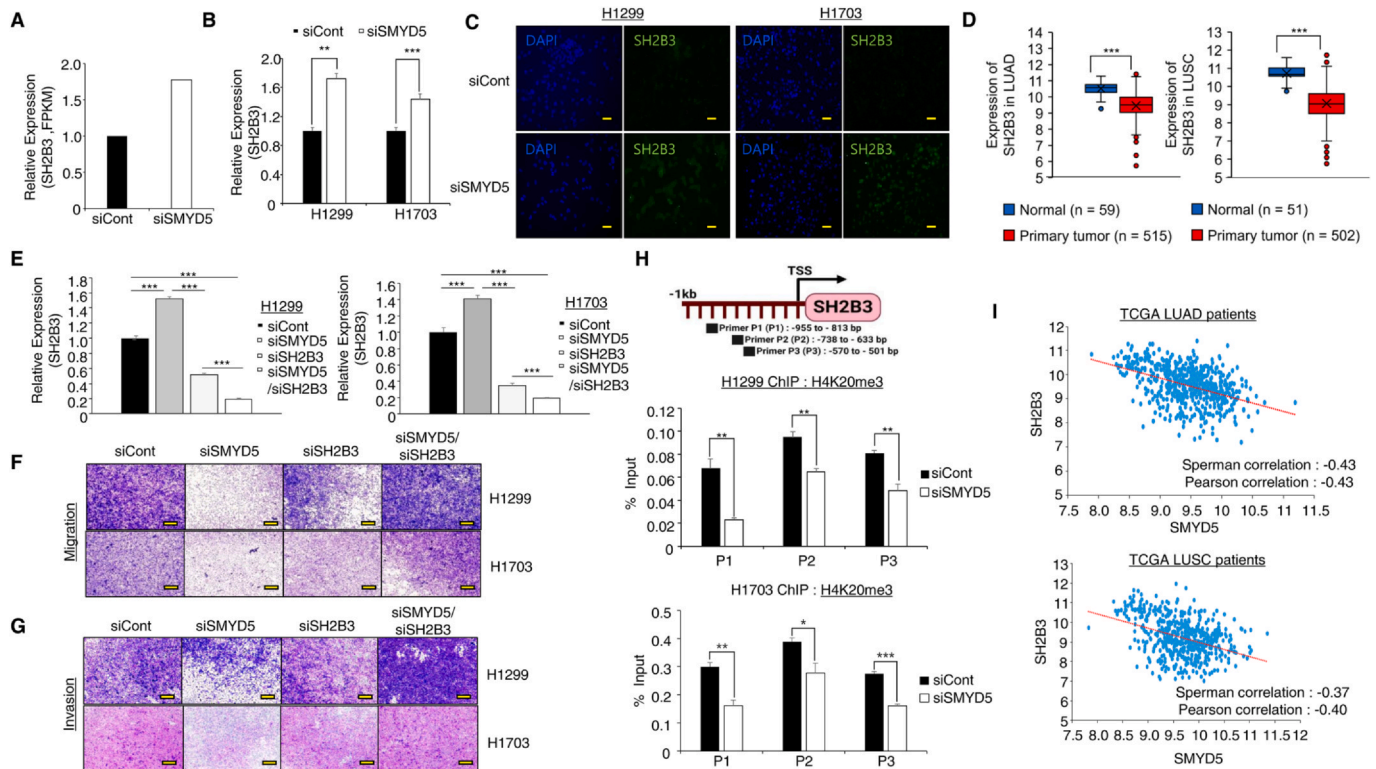 A
Relative Expression
(SH2B3 ,FPKM)
2.0
1.5
1.0
0.5
0
siCont
siSMYD5
B
siCont
siSMYD5
Relative Expression
(SH2B3)
2.0
1.6
1.2
0.8
0.4
0
**
***
H1299
H1703
C
H1299
H1703
siCont
siSMYD5
DAPI
SH2B3
DAPI
SH2B3
DAPI
SH2B3
DAPI
SH2B3
D
Expression of
SH2B3 in LUAD
14
13
12
11
10
9
8
7
6
5
***
Normal (n = 59)
Primary tumor (n = 515)
Expression of
SH2B3 in LUSC
13
12
11
10
9
8
7
6
5
***
Normal (n = 51)
Primary tumor (n = 502)
E
Relative Expression
(SH2B3)
1.6
1.4
1.2
1.0
0.8
0.6
0.4
0.2
0
***
*** ***
***
H1299
siCont
siSMYD5
siSH2B3
siSMYD5
/siSH2B3
Relative Expression
(SH2B3)
1.6
1.4
1.2
1.0
0.8
0.6
0.4
0.2
0
***
*** ***
***
H1703
siCont
siSMYD5
siSH2B3
siSMYD5
/siSH2B3
F
siCont
siSMYD5
siSH2B3
siSMYD5/
siSH2B3
Migration
H1299
H1703
G
siCont
siSMYD5
siSH2B3
siSMYD5/
siSH2B3
Invasion
H1299
H1703
H
TSS
-1kb
SH2B3
Primer P1 (P1) : -955 to - 813 bp
Primer P2 (P2) : -738 to - 633 bp
Primer P3 (P3) : -570 to - 501 bp
H1299 ChIP : H4K20me3
% Input
0.12
0.10
0.08
0.06
0.04
0.02
0
**
**
**
siCont
siSMYD5
P1
P2
P3
H1703 ChIP : H4K20me3
% Input
0.5
0.4
0.3
0.2
0.1
0
**
*
***
siCont
siSMYD5
P1
P2
P3
I
TCGA LUAD patients
SH2B3
12
11
10
9
8
7
6
5
Sperman correlation : -0.43
Pearson correlation : -0.43
7.5 8.0 8.5 9.0 9.5 10 10.5 11 11.5
SMYD5
TCGA LUSC patients
SH2B3
13
12
11
10
9
8
7
6
5
Sperman correlation : -0.37
Pearson correlation : -0.40
7.5 8.0 8.5 9.0 9.5 10 10.5 11 11.5 12
SMYD5